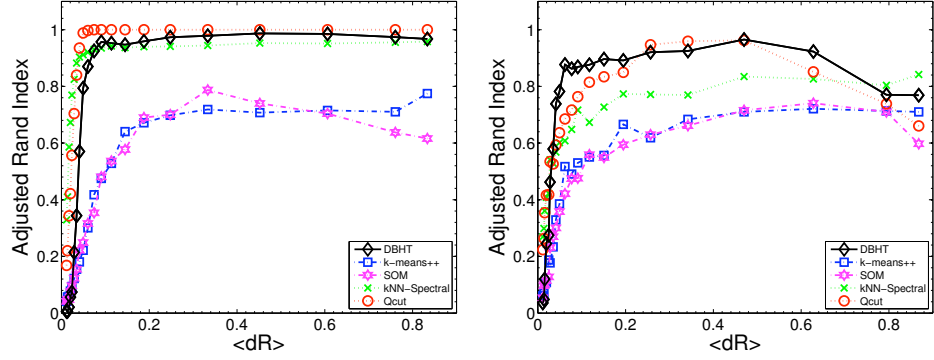 1
0.8
0.6
0.4
0.2
0
Adjusted Rand Index
0 0.2 0.4 0.6 0.8
<dR>
DBHT
k-means++
SOM
kNN-Spectral
Qcut
1
0.8
0.6
0.4
0.2
0
Adjusted Rand Index
0 0.2 0.4 0.6 0.8
<dR>
DBHT
k-means++
SOM
kNN-Spectral
Qcut